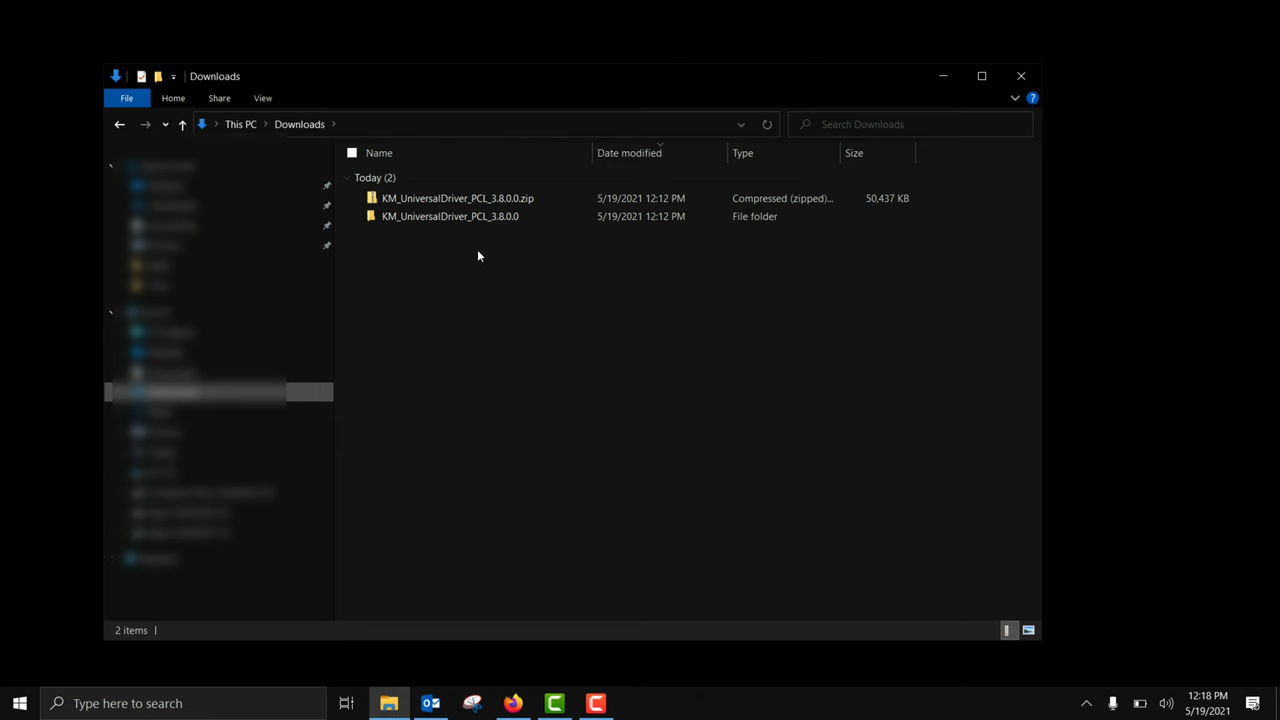 Downloads
File Home Share View
This PC Downloads Search Downloads
Name Date modified Type Size
Today (2)
KM_UniversalDriver_PCL_3.8.0.0.zip 5/19/2021 12:12 PM Compressed (zipped)... 50,437 KB
KM_UniversalDriver_PCL_3.8.0.0 5/19/2021 12:12 PM File folder
2 items
Type here to search
12:18 PM
5/19/2021